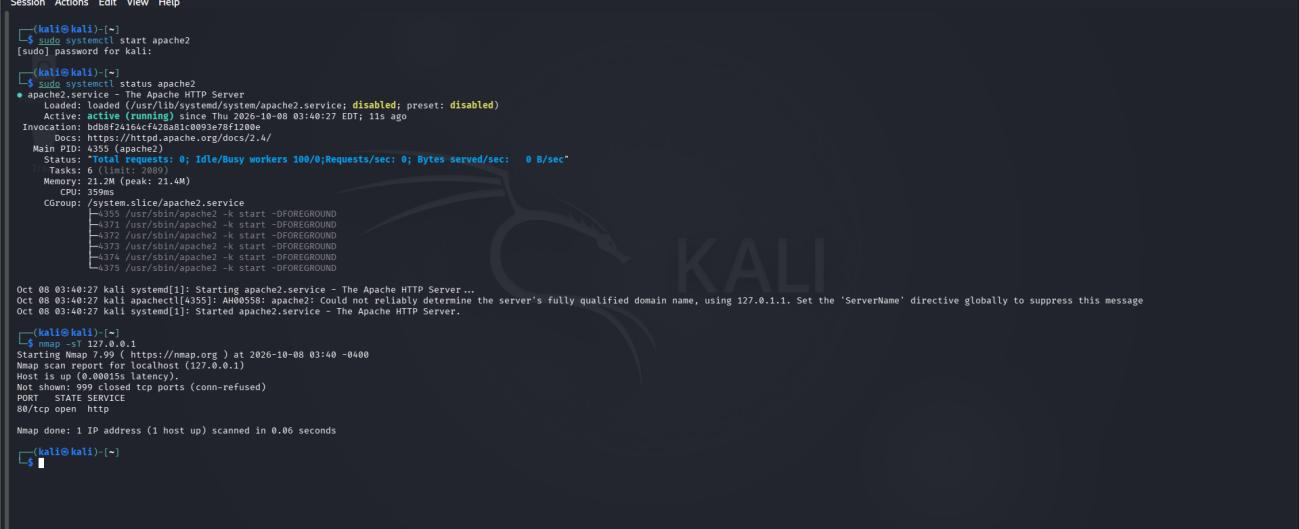 Session Actions Edit View Help
┌──(kali㉿kali)-[~]
└─$ sudo systemctl start apache2
[sudo] password for kali:
┌──(kali㉿kali)-[~]
└─$ sudo systemctl status apache2
● apache2.service - The Apache HTTP Server
Loaded: loaded (/usr/lib/systemd/system/apache2.service; disabled; preset: disabled)
Active: active (running) since Thu 2026-10-08 03:40:27 EDT; 11s ago
Invocation: bdb8f24164cf428a81c0093e78f1200e
Docs: https://httpd.apache.org/docs/2.4/
Main PID: 4355 (apache2)
Status: "Total requests: 0; Idle/Busy workers 100/0;Requests/sec: 0; Bytes served/sec: 0 B/sec"
Tasks: 6 (limit: 2089)
Memory: 21.2M (peak: 21.4M)
CPU: 359ms
CGroup: /system.slice/apache2.service
├─4355 /usr/sbin/apache2 -k start -DFOREGROUND
├─4371 /usr/sbin/apache2 -k start -DFOREGROUND
├─4372 /usr/sbin/apache2 -k start -DFOREGROUND
├─4373 /usr/sbin/apache2 -k start -DFOREGROUND
├─4374 /usr/sbin/apache2 -k start -DFOREGROUND
└─4375 /usr/sbin/apache2 -k start -DFOREGROUND
Oct 08 03:40:27 kali systemd[1]: Starting apache2.service - The Apache HTTP Server...
Oct 08 03:40:27 kali apachectl[4355]: AH00558: apache2: Could not reliably determine the server's fully qualified domain name, using 127.0.1.1. Set the 'ServerName' directive globally to suppress this message
Oct 08 03:40:27 kali systemd[1]: Started apache2.service - The Apache HTTP Server.
┌──(kali㉿kali)-[~]
└─$ nmap -sT 127.0.0.1
Starting Nmap 7.99 ( https://nmap.org ) at 2026-10-08 03:40 -0400
Nmap scan report for localhost (127.0.0.1)
Host is up (0.00015s latency).
Not shown: 999 closed tcp ports (conn-refused)
PORT STATE SERVICE
80/tcp open http
Nmap done: 1 IP address (1 host up) scanned in 0.06 seconds
┌──(kali㉿kali)-[~]
└─$
KALI